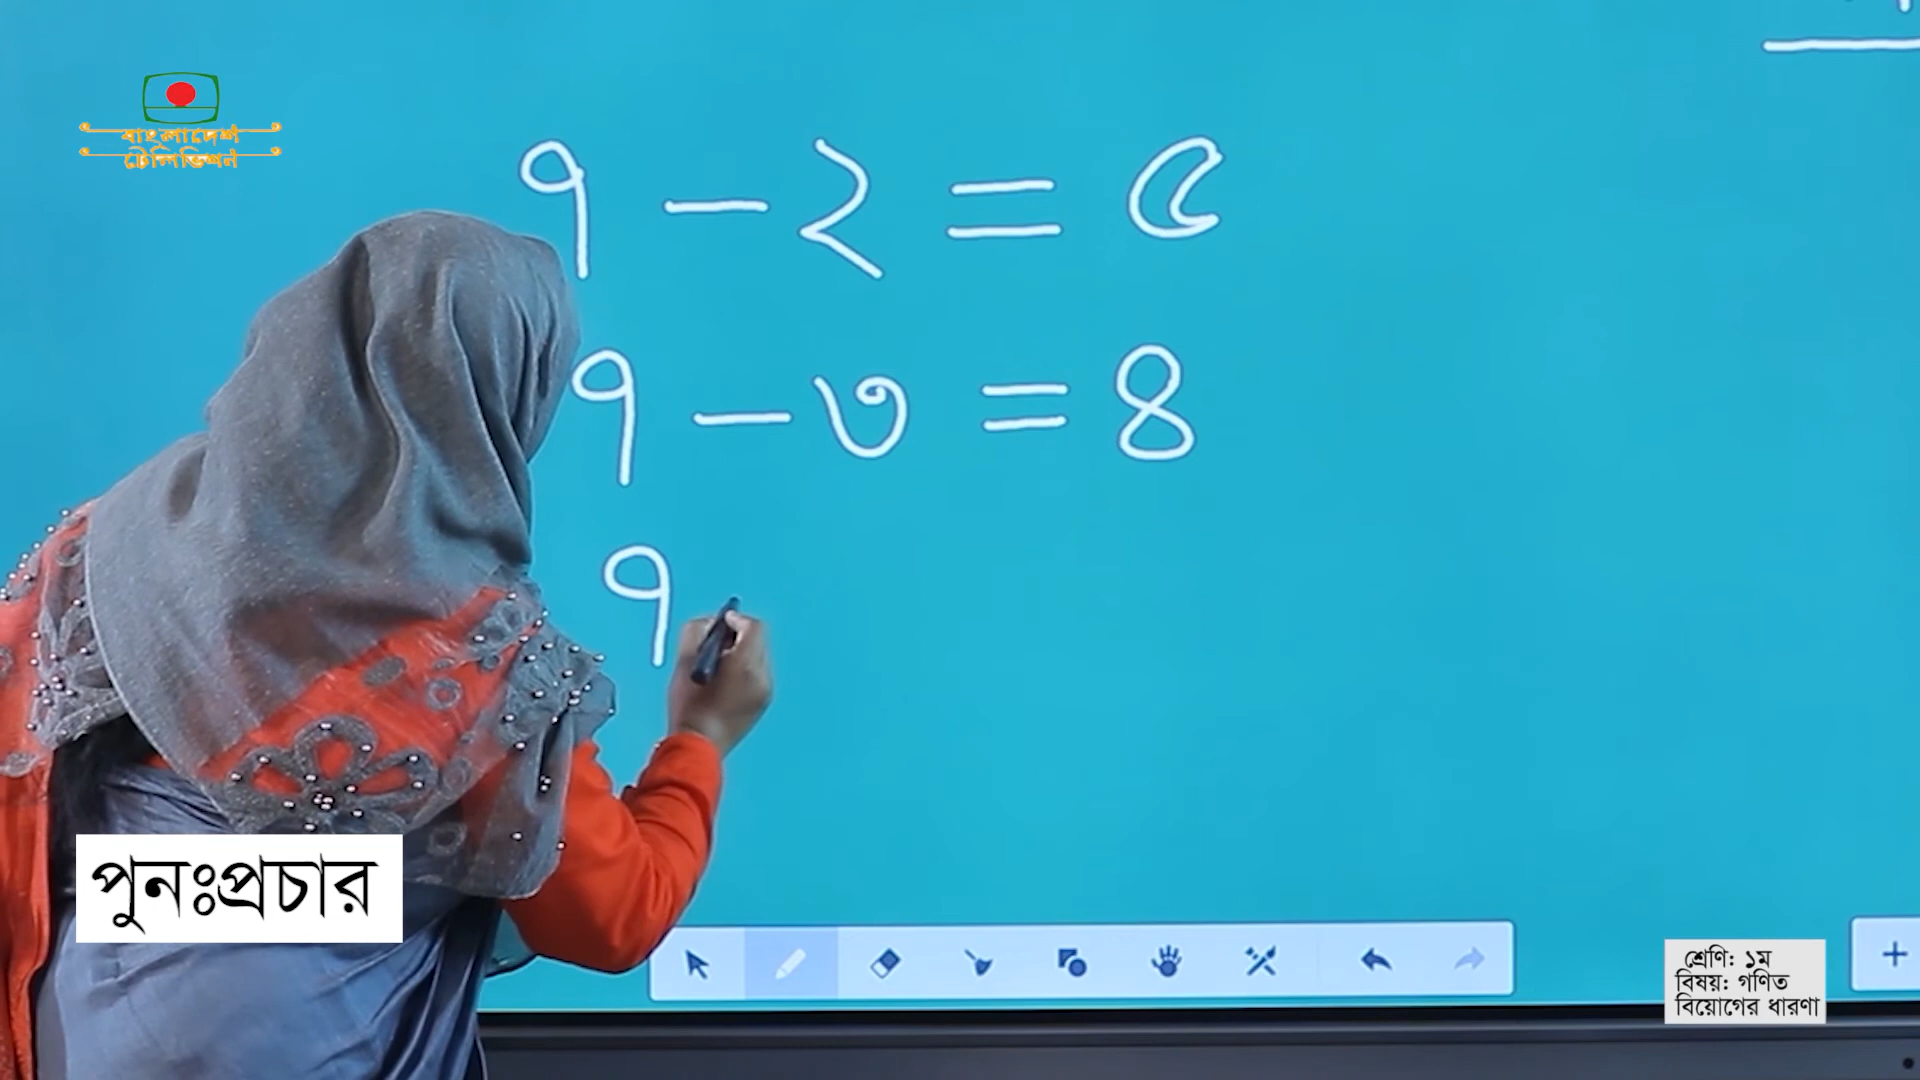 বাংলাদেশ
টেলিভিশন
৭ – ২ = ৫
৭ – ৩ = ৪
৭
পুনঃপ্রচার
শ্রেণি: ১ম
বিষয়: গণিত
বিয়োগের ধারণা